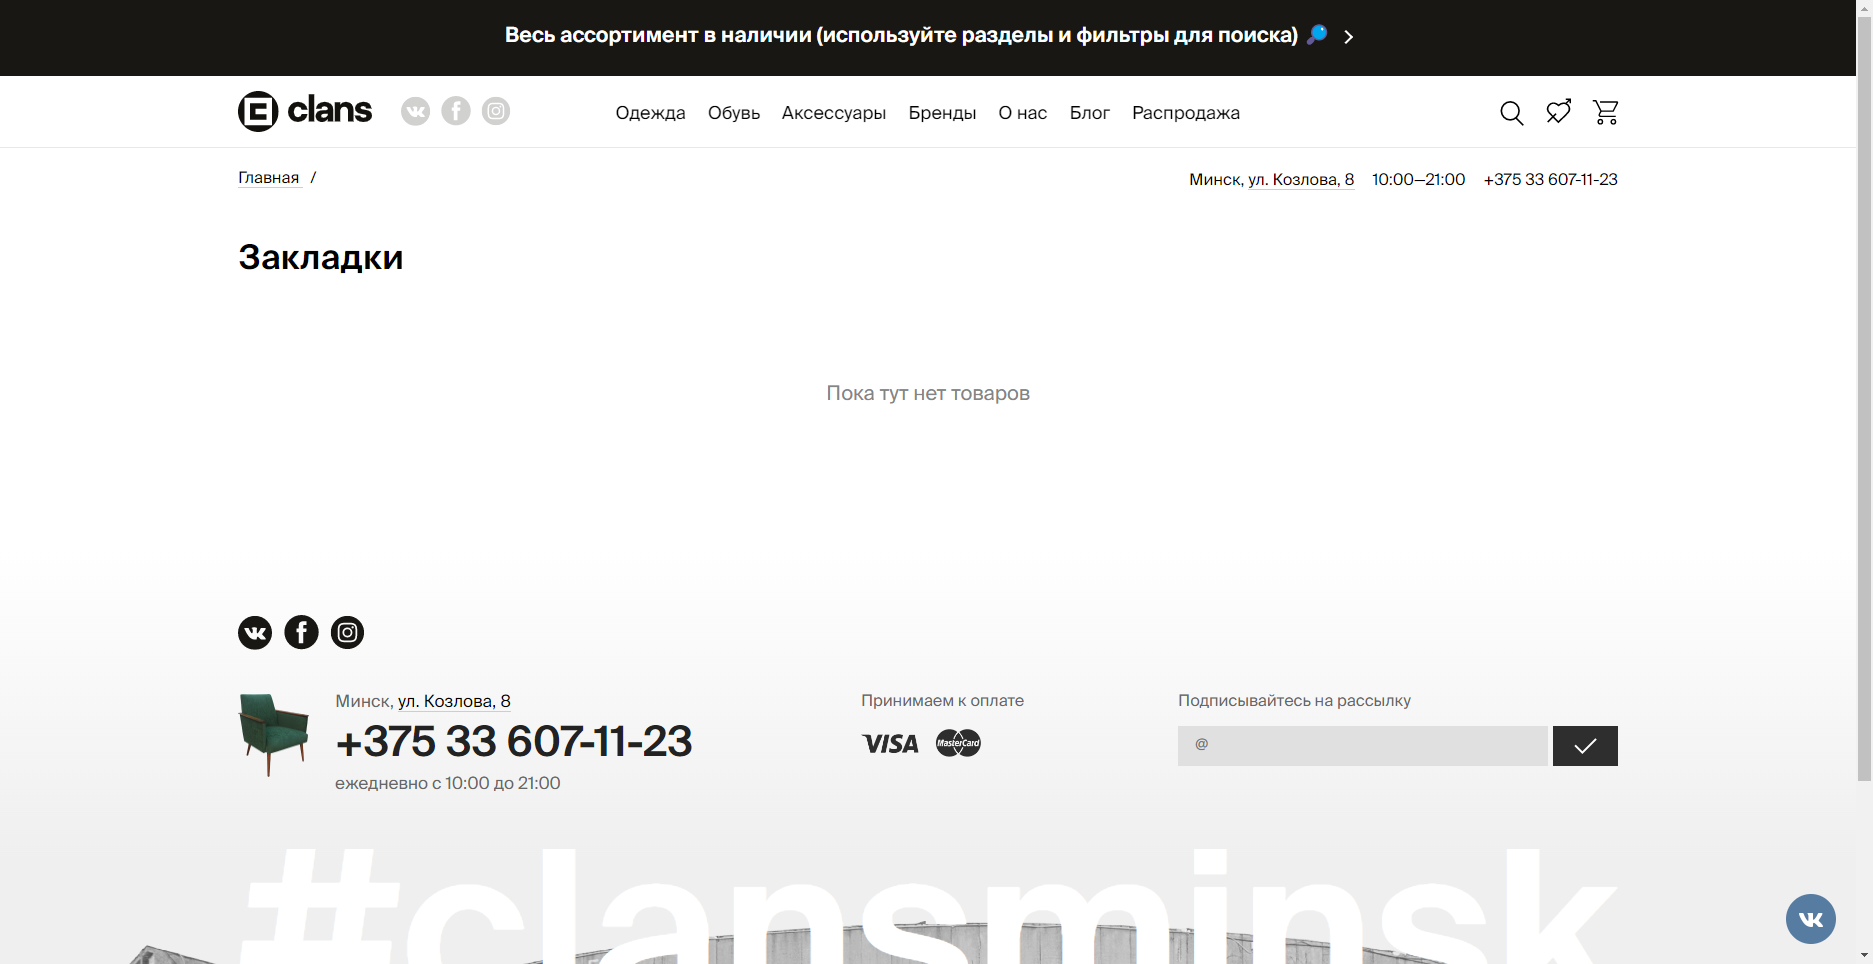 Весь ассортимент в наличии (используйте разделы и фильтры для поиска)
clans
Одежда Обувь Аксессуары Бренды О нас Блог Распродажа
Главная /
Минск, ул. Козлова, 8 10:00—21:00 +375 33 607-11-23
Закладки
Пока тут нет товаров
Минск, ул. Козлова, 8
+375 33 607-11-23
ежедневно с 10:00 до 21:00
Принимаем к оплате
VISA MasterCard
Подписывайтесь на рассылку
@
#clansminsk